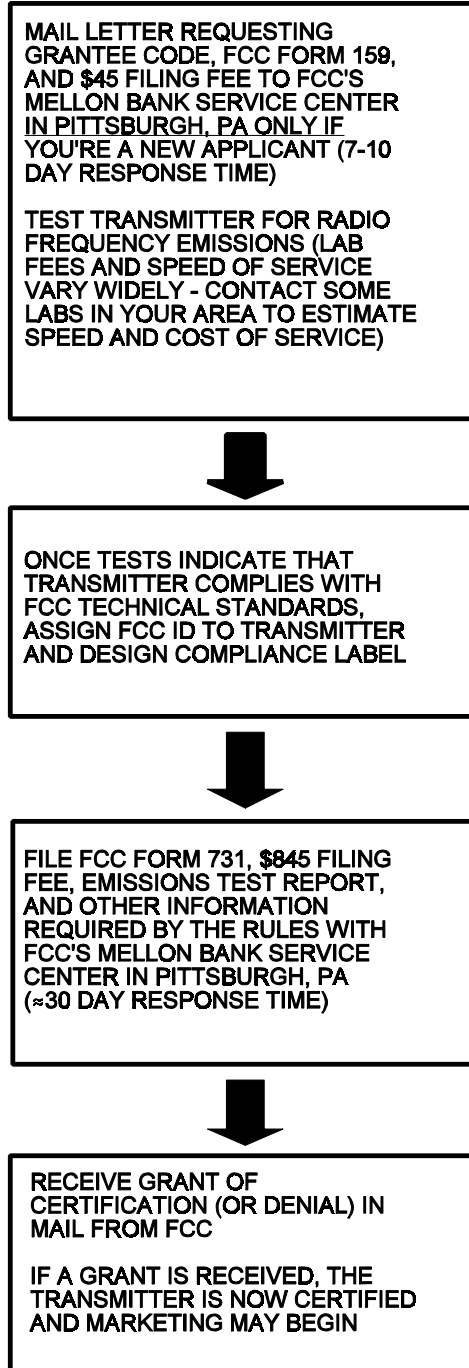 MAIL LETTER REQUESTING
GRANTEE CODE, FCC FORM 159,
AND $45 FILING FEE TO FCC'S
MELLON BANK SERVICE CENTER
IN PITTSBURGH, PA ONLY IF
YOU'RE A NEW APPLICANT (7-10
DAY RESPONSE TIME)
TEST TRANSMITTER FOR RADIO
FREQUENCY EMISSIONS (LAB
FEES AND SPEED OF SERVICE
VARY WIDELY - CONTACT SOME
LABS IN YOUR AREA TO ESTIMATE
SPEED AND COST OF SERVICE)
ONCE TESTS INDICATE THAT
TRANSMITTER COMPLIES WITH
FCC TECHNICAL STANDARDS,
ASSIGN FCC ID TO TRANSMITTER
AND DESIGN COMPLIANCE LABEL
FILE FCC FORM 731, $845 FILING
FEE, EMISSIONS TEST REPORT,
AND OTHER INFORMATION
REQUIRED BY THE RULES WITH
FCC'S MELLON BANK SERVICE
CENTER IN PITTSBURGH, PA
(≈30 DAY RESPONSE TIME)
RECEIVE GRANT OF
CERTIFICATION (OR DENIAL) IN
MAIL FROM FCC
IF A GRANT IS RECEIVED, THE
TRANSMITTER IS NOW CERTIFIED
AND MARKETING MAY BEGIN